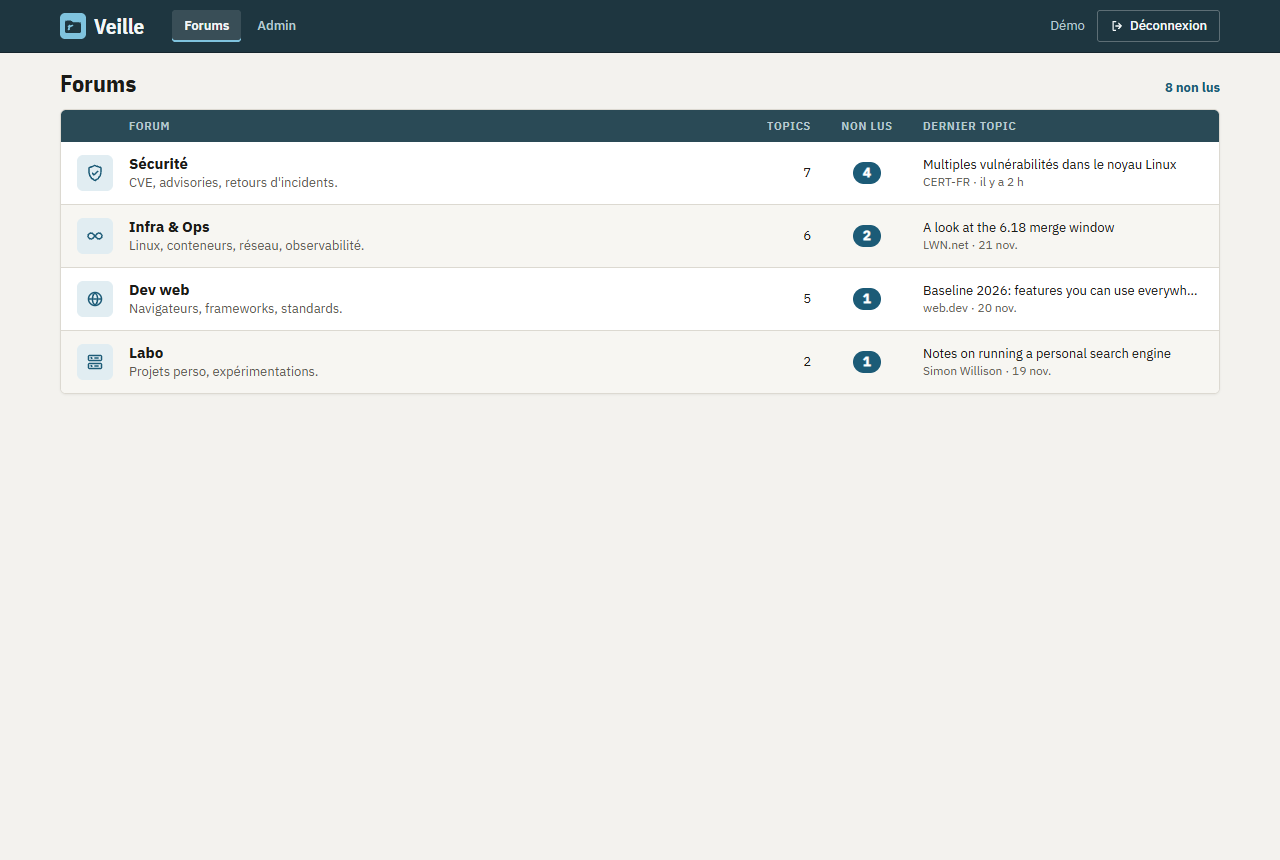 Veille
Forums
Admin
Démo
Déconnexion
Forums
8 non lus
FORUM
TOPICS
NON LUS
DERNIER TOPIC
Sécurité
CVE, advisories, retours d'incidents.
7
4
Multiples vulnérabilités dans le noyau Linux
CERT-FR · il y a 2 h
Infra & Ops
Linux, conteneurs, réseau, observabilité.
6
2
A look at the 6.18 merge window
LWN.net · 21 nov.
Dev web
Navigateurs, frameworks, standards.
5
1
Baseline 2026: features you can use everywh…
web.dev · 20 nov.
Labo
Projets perso, expérimentations.
2
1
Notes on running a personal search engine
Simon Willison · 19 nov.